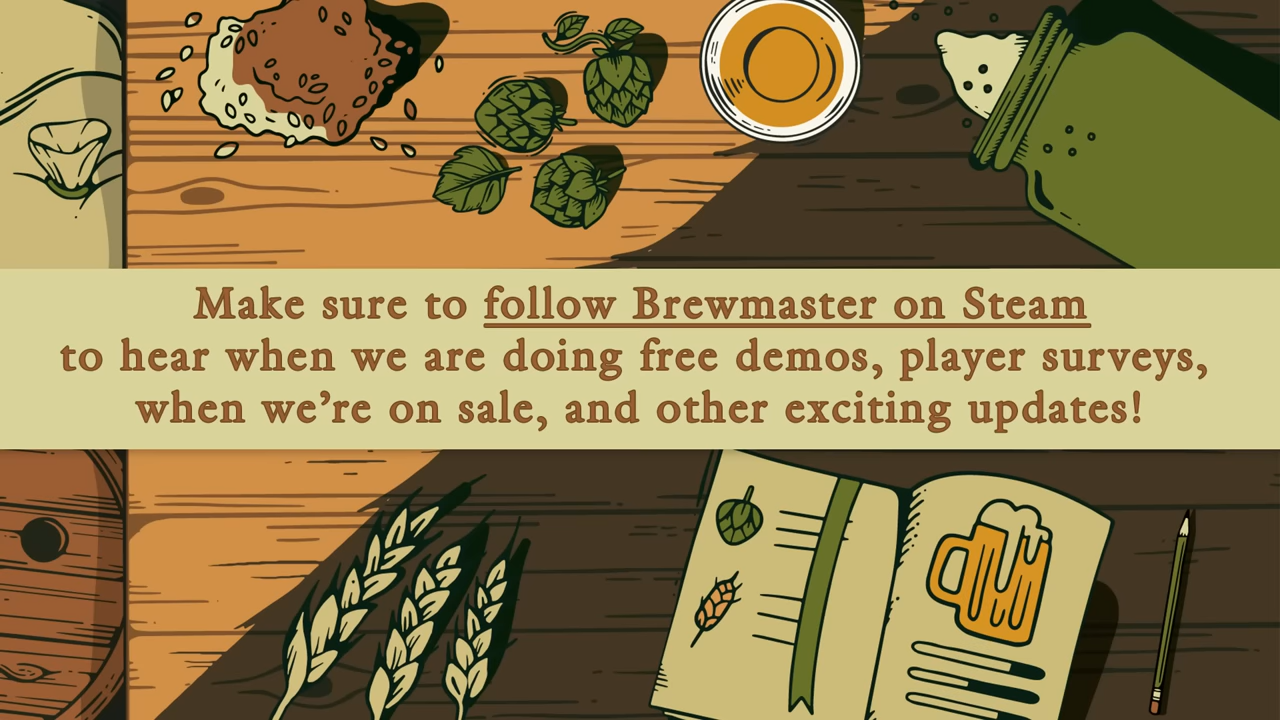 Make sure to follow Brewmaster on Steam
to hear when we are doing free demos, player surveys,
when we’re on sale, and other exciting updates!